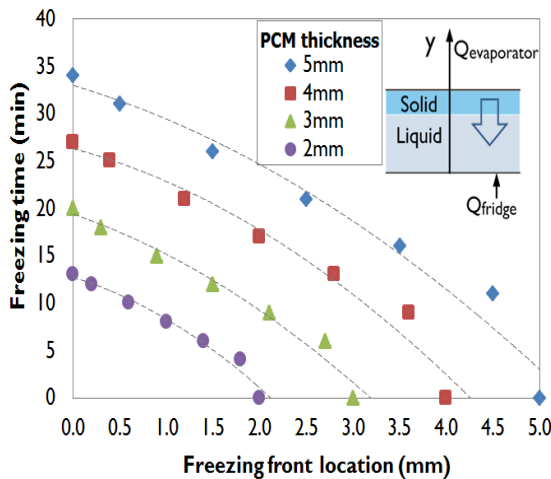 Freezing time (min)
40
35
30
25
20
15
10
5
0
0.0 0.5 1.0 1.5 2.0 2.5 3.0 3.5 4.0 4.5 5.0
Freezing front location (mm)
PCM thickness
5mm
4mm
3mm
2mm
y
Qevaporator
Solid
Liquid
Qfridge